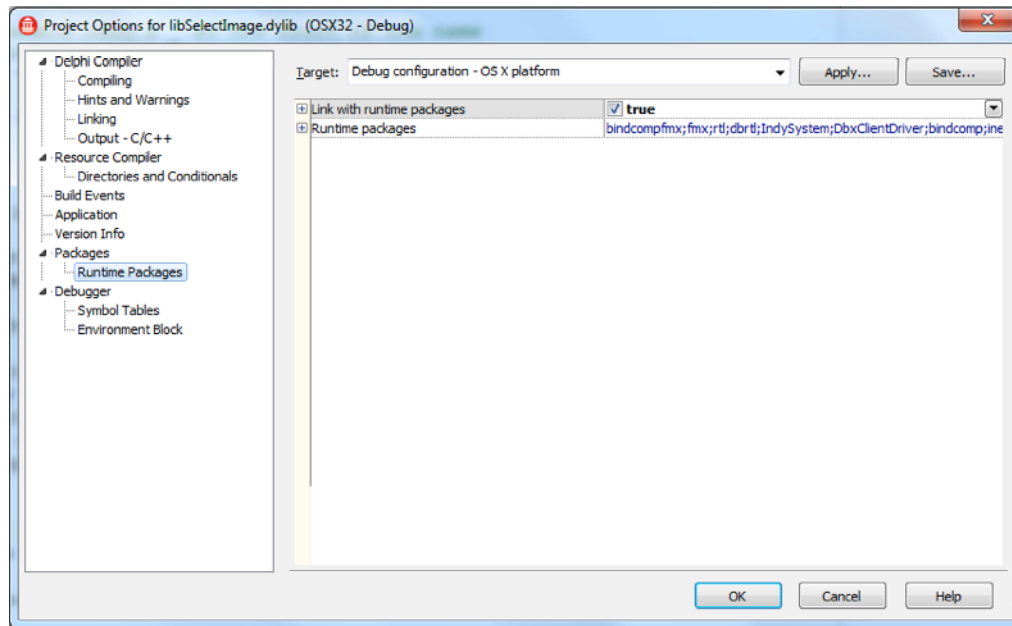 Project Options for libSelectImage.dylib (OSX32 - Debug)
Delphi Compiler
Compiling
Hints and Warnings
Linking
Output - C/C++
Resource Compiler
Directories and Conditionals
Build Events
Application
Version Info
Packages
Runtime Packages
Debugger
Symbol Tables
Environment Block
Target: Debug configuration - OS X platform Apply... Save...
Link with runtime packages true
Runtime packages bindcompfmx;fmx;rtl;dbrtl;IndySystem;DbxClientDriver;bindcomp;ine
OK Cancel Help